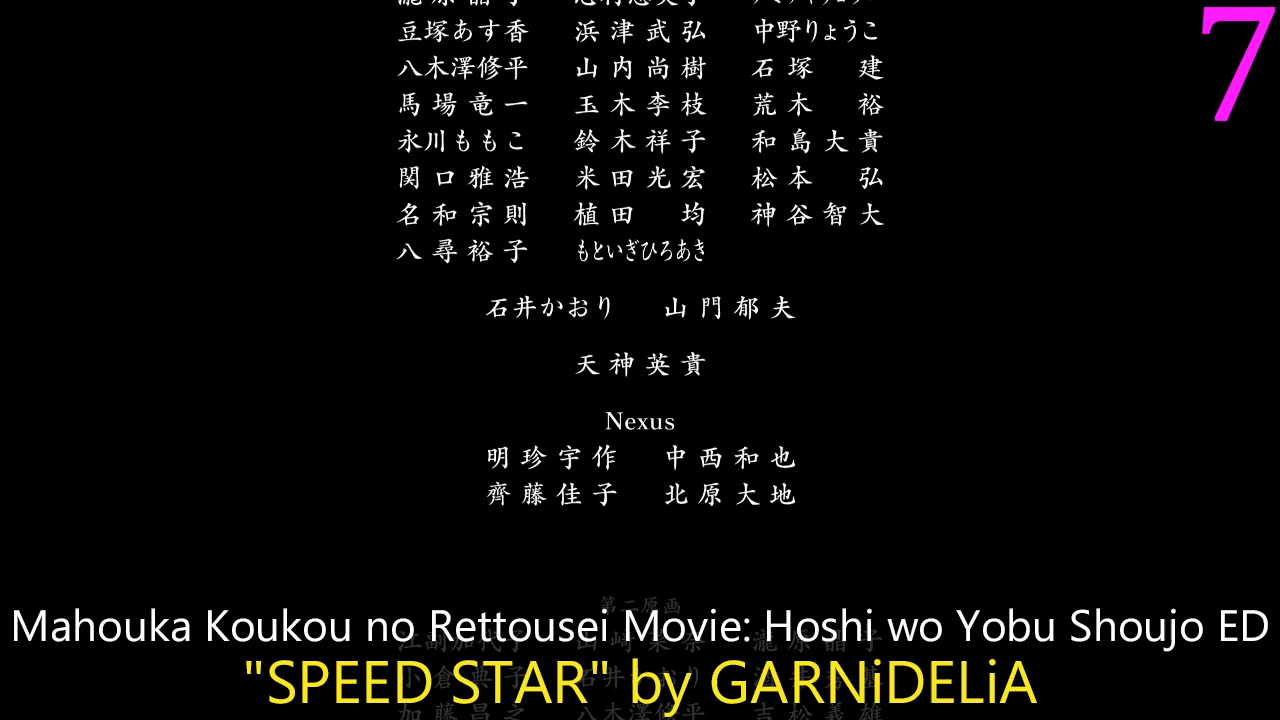 7
豆塚あす香 浜津武弘 中野りょうこ
八木澤修平 山内尚樹 石塚 建
馬場竜一 玉木李枝 荒木 裕
永川ももこ 鈴木祥子 和島大貴
関口雅浩 米田光宏 松本 弘
名和宗則 植田 均 神谷智大
八尋裕子 もといぎひろあき
石井かおり 山門郁夫
天神英貴
Nexus
明珍宇作 中西和也
齊藤佳子 北原大地
第二原画
Mahouka Koukou no Rettousei Movie: Hoshi wo Yobu Shoujo ED
"SPEED STAR" by GARNiDELiA